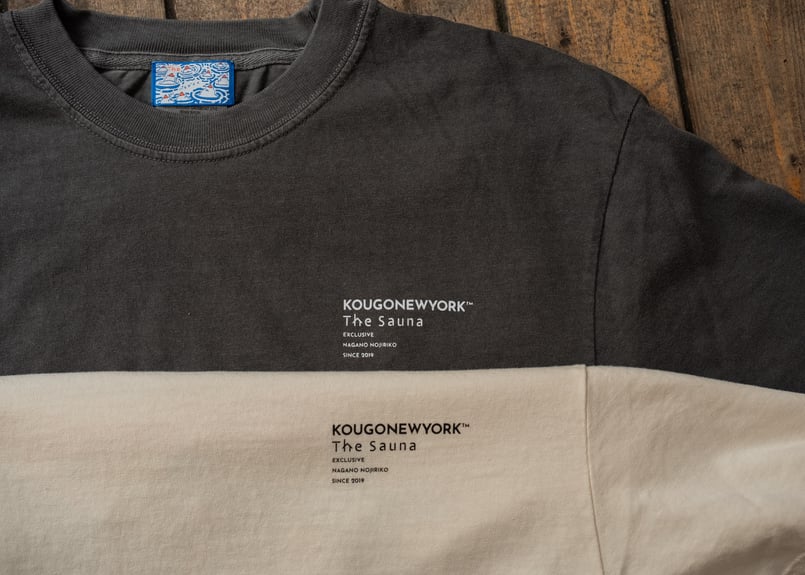 KOUGONEWYORK™
The Sauna
EXCLUSIVE
NAGANO NOJIRIKO
SINCE 2019
KOUGONEWYORK™
The Sauna
EXCLUSIVE
NAGANO NOJIRIKO
SINCE 2019